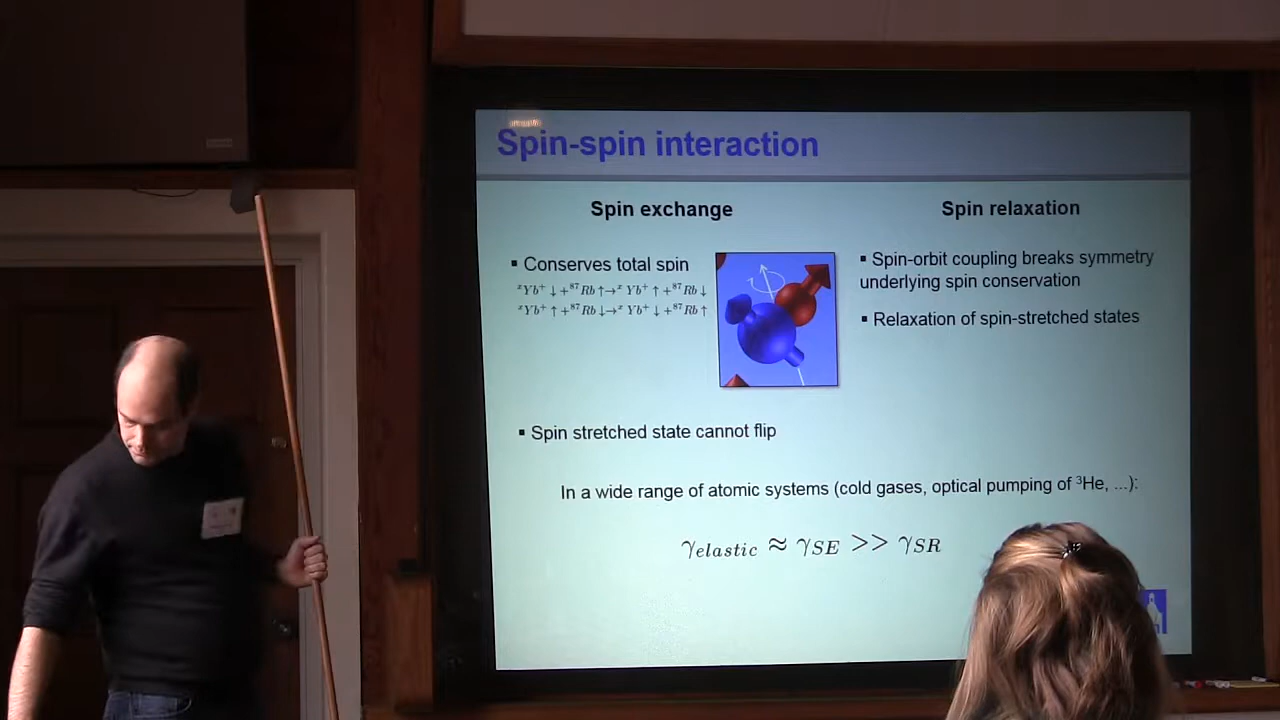 Spin-spin interaction
Spin exchange
Spin relaxation
▪ Conserves total spin
ˣYb⁺ ↓ +⁸⁷Rb ↑→ˣ Yb⁺ ↑ +⁸⁷Rb ↓
ˣYb⁺ ↑ +⁸⁷Rb ↓→ˣ Yb⁺ ↓ +⁸⁷Rb ↑
▪ Spin-orbit coupling breaks symmetry
underlying spin conservation
▪ Relaxation of spin-stretched states
▪ Spin stretched state cannot flip
In a wide range of atomic systems (cold gases, optical pumping of ³He, ...):
γelastic ≈ γSE >> γSR